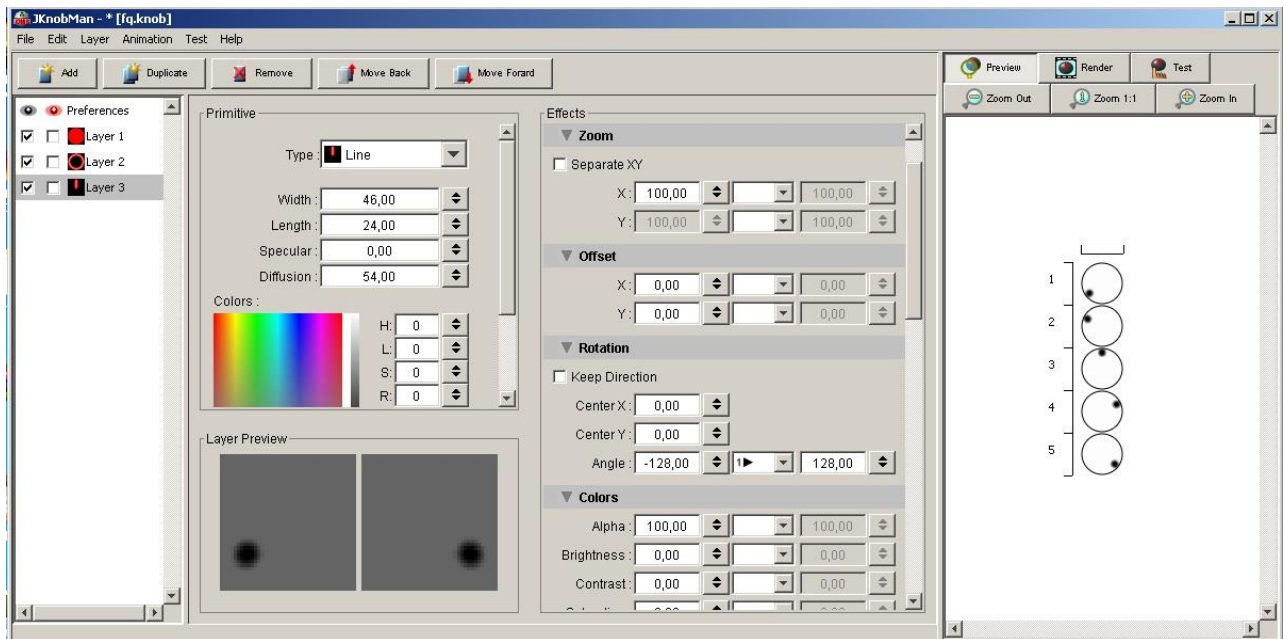 JKnobMan - * [fq.knob]
File Edit Layer Animation Test Help
Add Duplicate Remove Move Back Move Forard
Preview Render Test
Zoom Out Zoom 1:1 Zoom In
Preferences
Layer 1
Layer 2
Layer 3
Primitive
Type : Line
Width : 46,00
Length : 24,00
Specular : 0,00
Diffusion : 54,00
Colors :
H: 0
L: 0
S: 0
R: 0
Layer Preview
Effects
Zoom
Separate XY
X : 100,00 100,00
Y : 100,00 100,00
Offset
X : 0,00 0,00
Y : 0,00 0,00
Rotation
Keep Direction
Center X : 0,00
Center Y : 0,00
Angle : -128,00 1 128,00
Colors
Alpha : 100,00 100,00
Brightness : 0,00 0,00
Contrast : 0,00 0,00
1
2
3
4
5